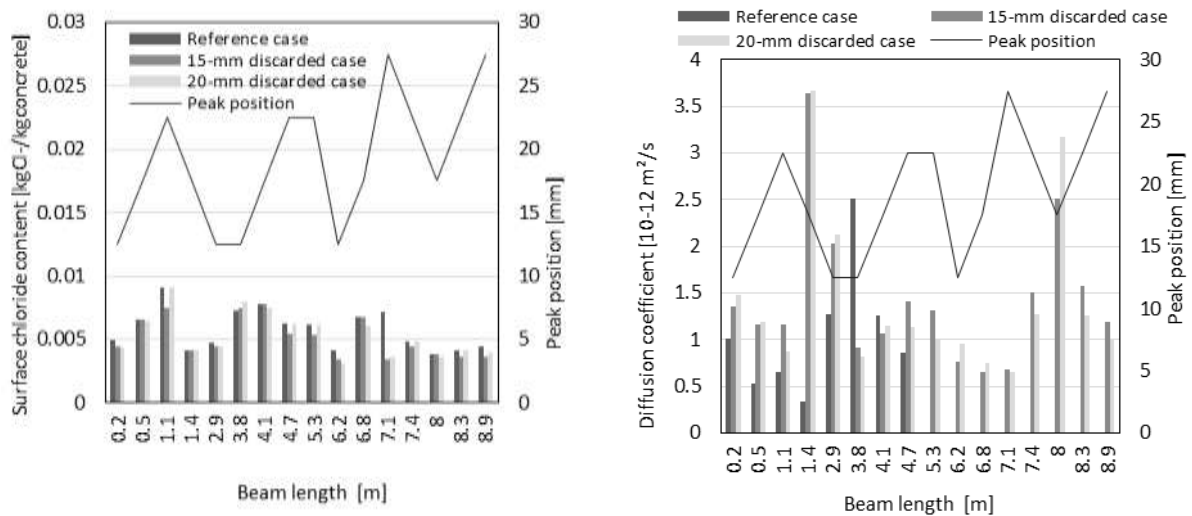 0.03
0.025
0.02
0.015
0.01
0.005
0
Surface chloride content [kgCl-/kgconcrete]
Reference case
15-mm discarded case
20-mm discarded case
Peak position
30
25
20
15
10
5
0
Peak position [mm]
0.2 0.5 1.1 1.4 2.9 3.8 4.1 4.7 5.3 6.2 6.8 7.1 7.4 8 8.3 8.9
Beam length [m]
Reference case 15-mm discarded case
20-mm discarded case Peak position
4
3.5
3
2.5
2
1.5
1
0.5
0
Diffusion coefficient [10-12 m²/s
30
25
20
15
10
5
0
Peak position [mm]
0.2 0.5 1.1 1.4 2.9 3.8 4.1 4.7 5.3 6.2 6.8 7.1 7.4 8 8.3 8.9
Beam length [m]